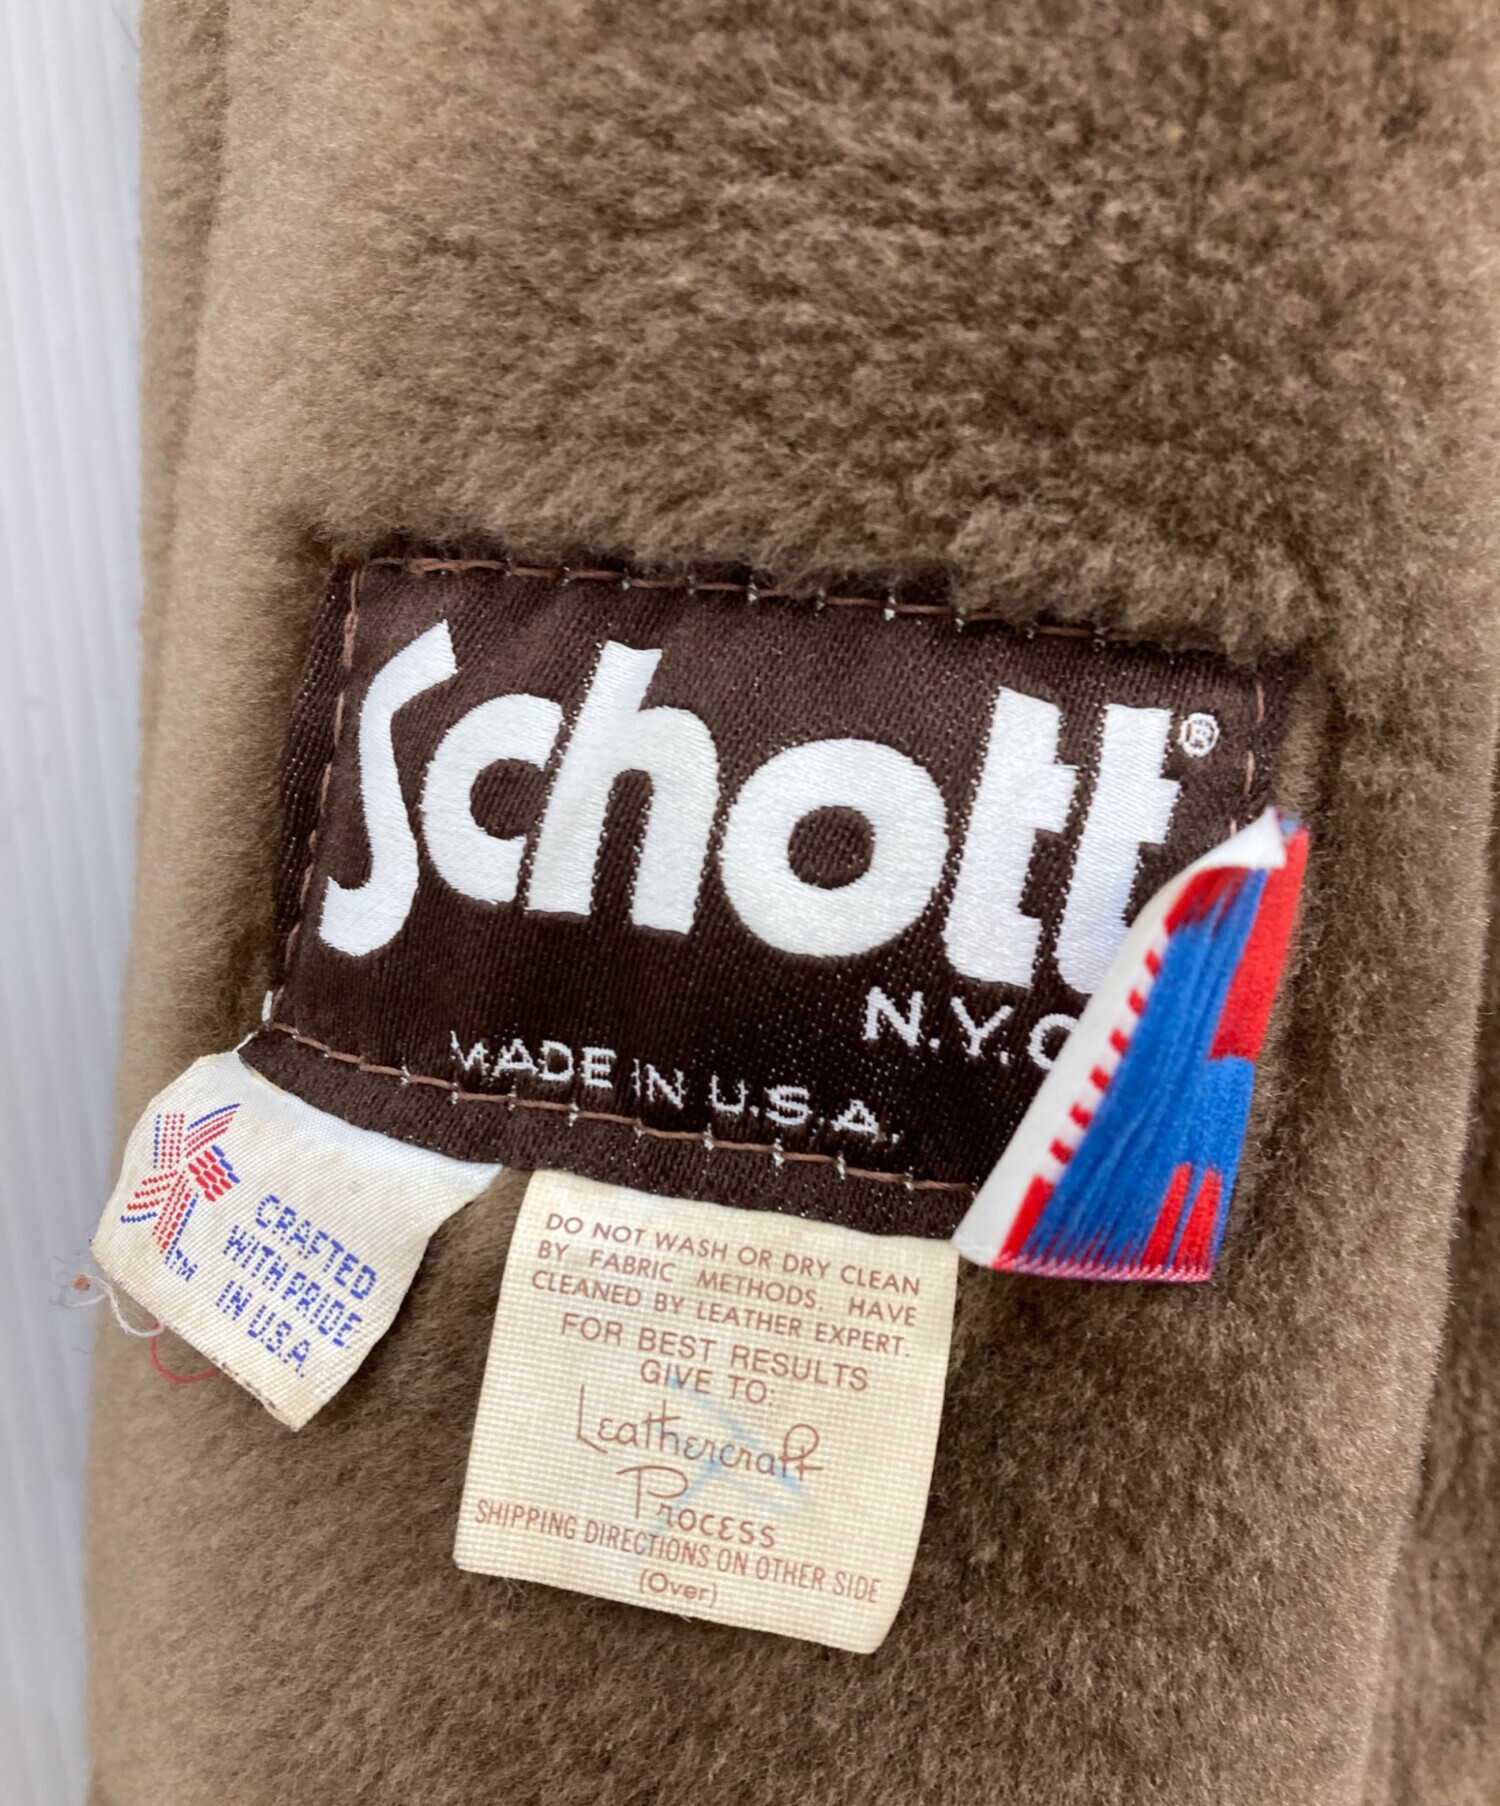 Schott®
N.Y.C
MADE IN U.S.A.
CRAFTED
WITH PRIDE
IN U.S.A.
TM
DO NOT WASH OR DRY CLEAN
BY FABRIC METHODS. HAVE
CLEANED BY LEATHER EXPERT.
FOR BEST RESULTS
GIVE TO:
Leathercraft
Process
SHIPPING DIRECTIONS ON OTHER SIDE
(Over)